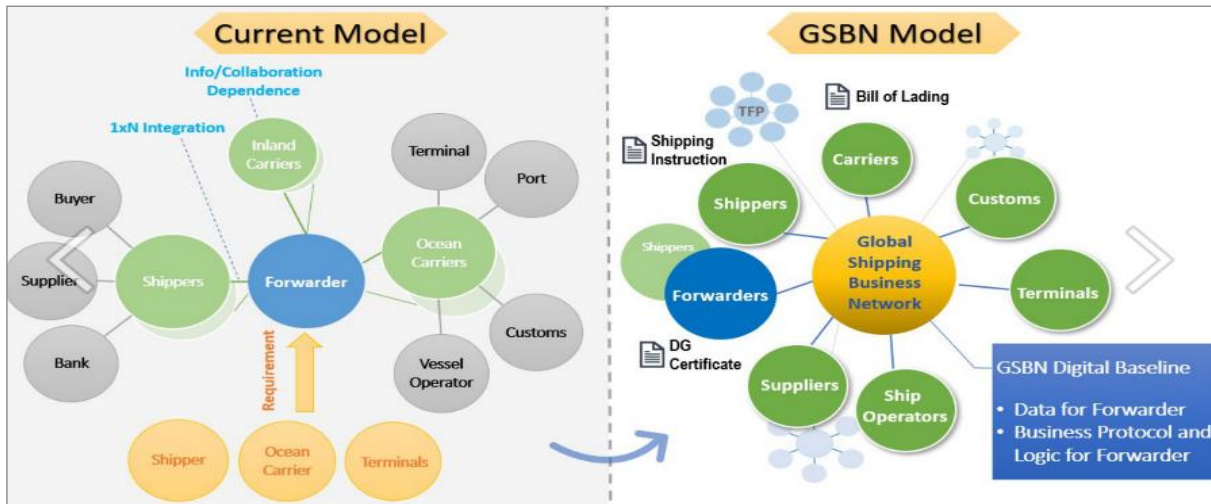 Current Model
Info/Collaboration
Dependence
1xN Integration
Inland
Carriers
Terminal
Port
Buyer
Supplier
Bank
Shippers
Forwarder
Ocean
Carriers
Customs
Vessel
Operator
Requirement
Shipper
Ocean
Carrier
Terminals
GSBN Model
TFP
Bill of Lading
Shipping
Instruction
Carriers
Customs
Shippers
Shippers
Forwarders
Global
Shipping
Business
Network
Terminals
DG
Certificate
Suppliers
Ship
Operators
GSBN Digital Baseline
• Data for Forwarder
• Business Protocol and
Logic for Forwarder